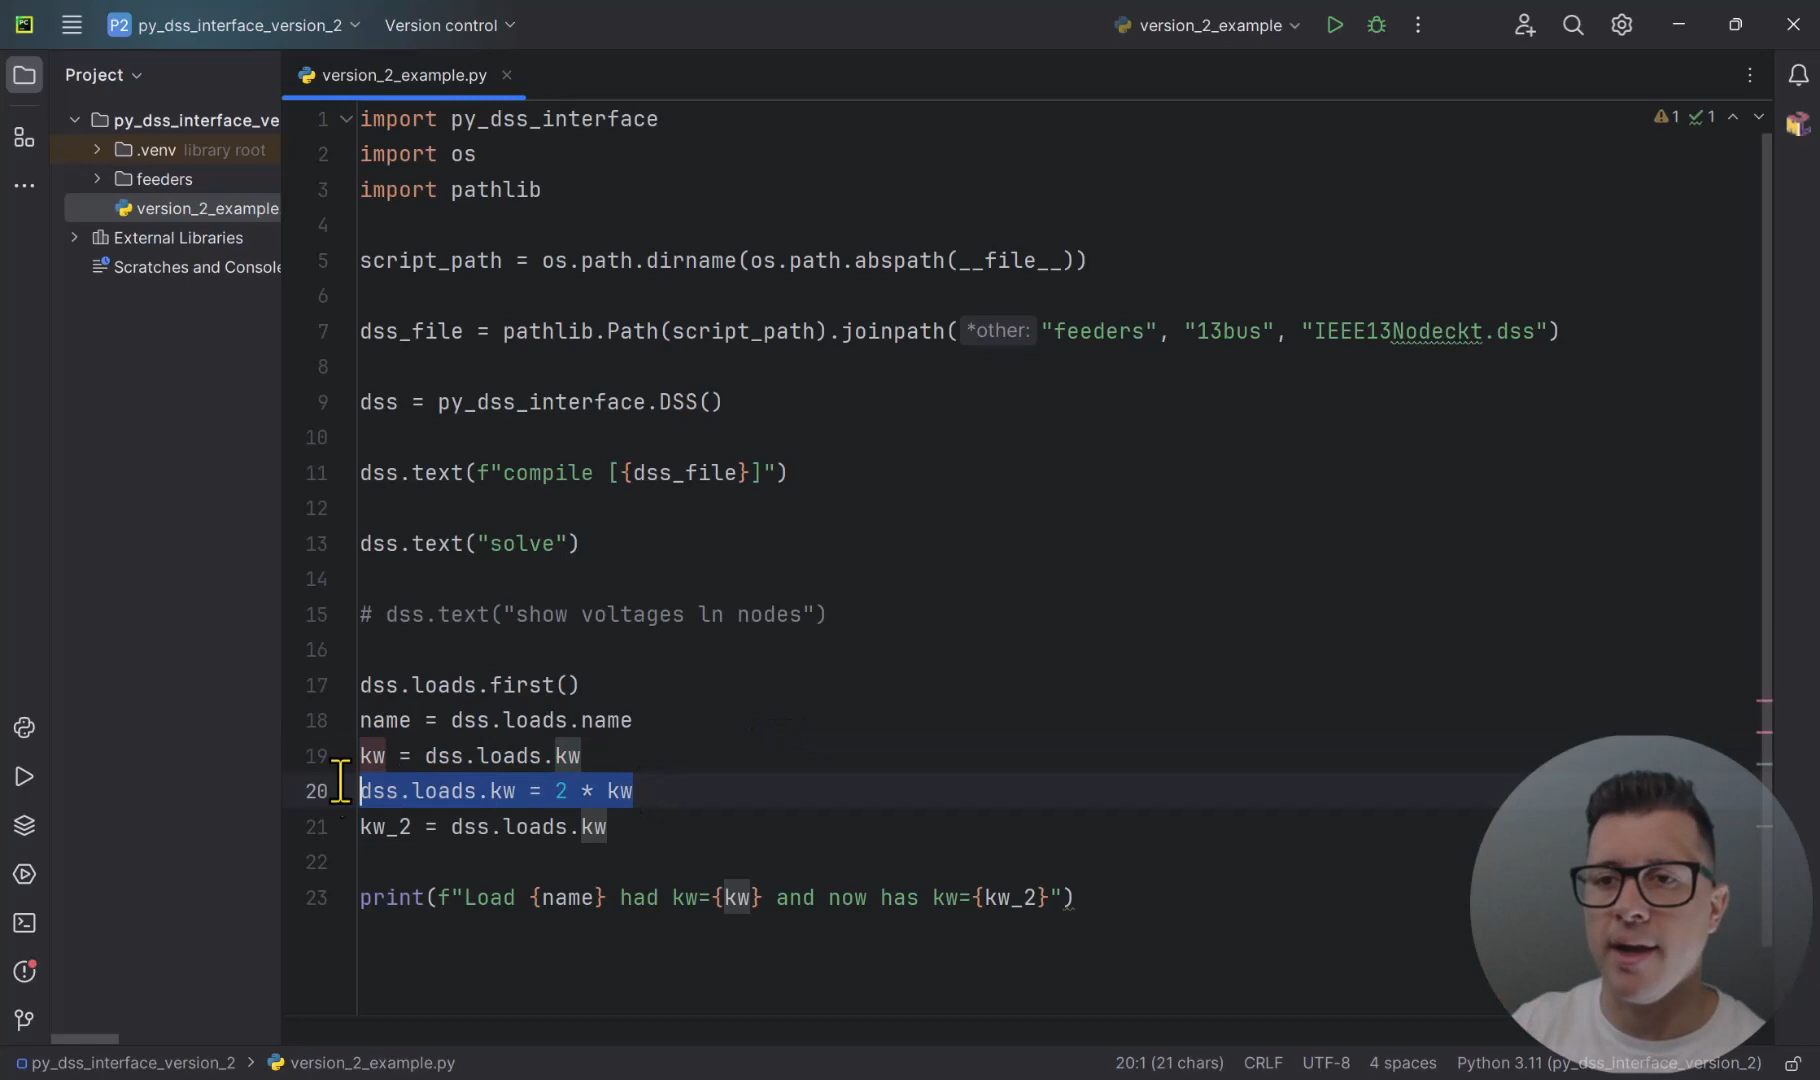 PC P2 py_dss_interface_version_2 Version control version_2_example
Project version_2_example.py
py_dss_interface_ve
.venv library root
feeders
version_2_example.
External Libraries
Scratches and Console
1 import py_dss_interface
2 import os
3 import pathlib
4
5 script_path = os.path.dirname(os.path.abspath(__file__))
6
7 dss_file = pathlib.Path(script_path).joinpath( *other: "feeders", "13bus", "IEEE13Nodeckt.dss")
8
9 dss = py_dss_interface.DSS()
10
11 dss.text(f"compile [{dss_file}]")
12
13 dss.text("solve")
14
15 # dss.text("show voltages ln nodes")
16
17 dss.loads.first()
18 name = dss.loads.name
19 kw = dss.loads.kw
20 dss.loads.kw = 2 * kw
21 kw_2 = dss.loads.kw
22
23 print(f"Load {name} had kw={kw} and now has kw={kw_2}")
1 1
py_dss_interface_version_2 > version_2_example.py 20:1 (21 chars) CRLF UTF-8 4 spaces Python 3.11 (py_dss_interface_version_2)